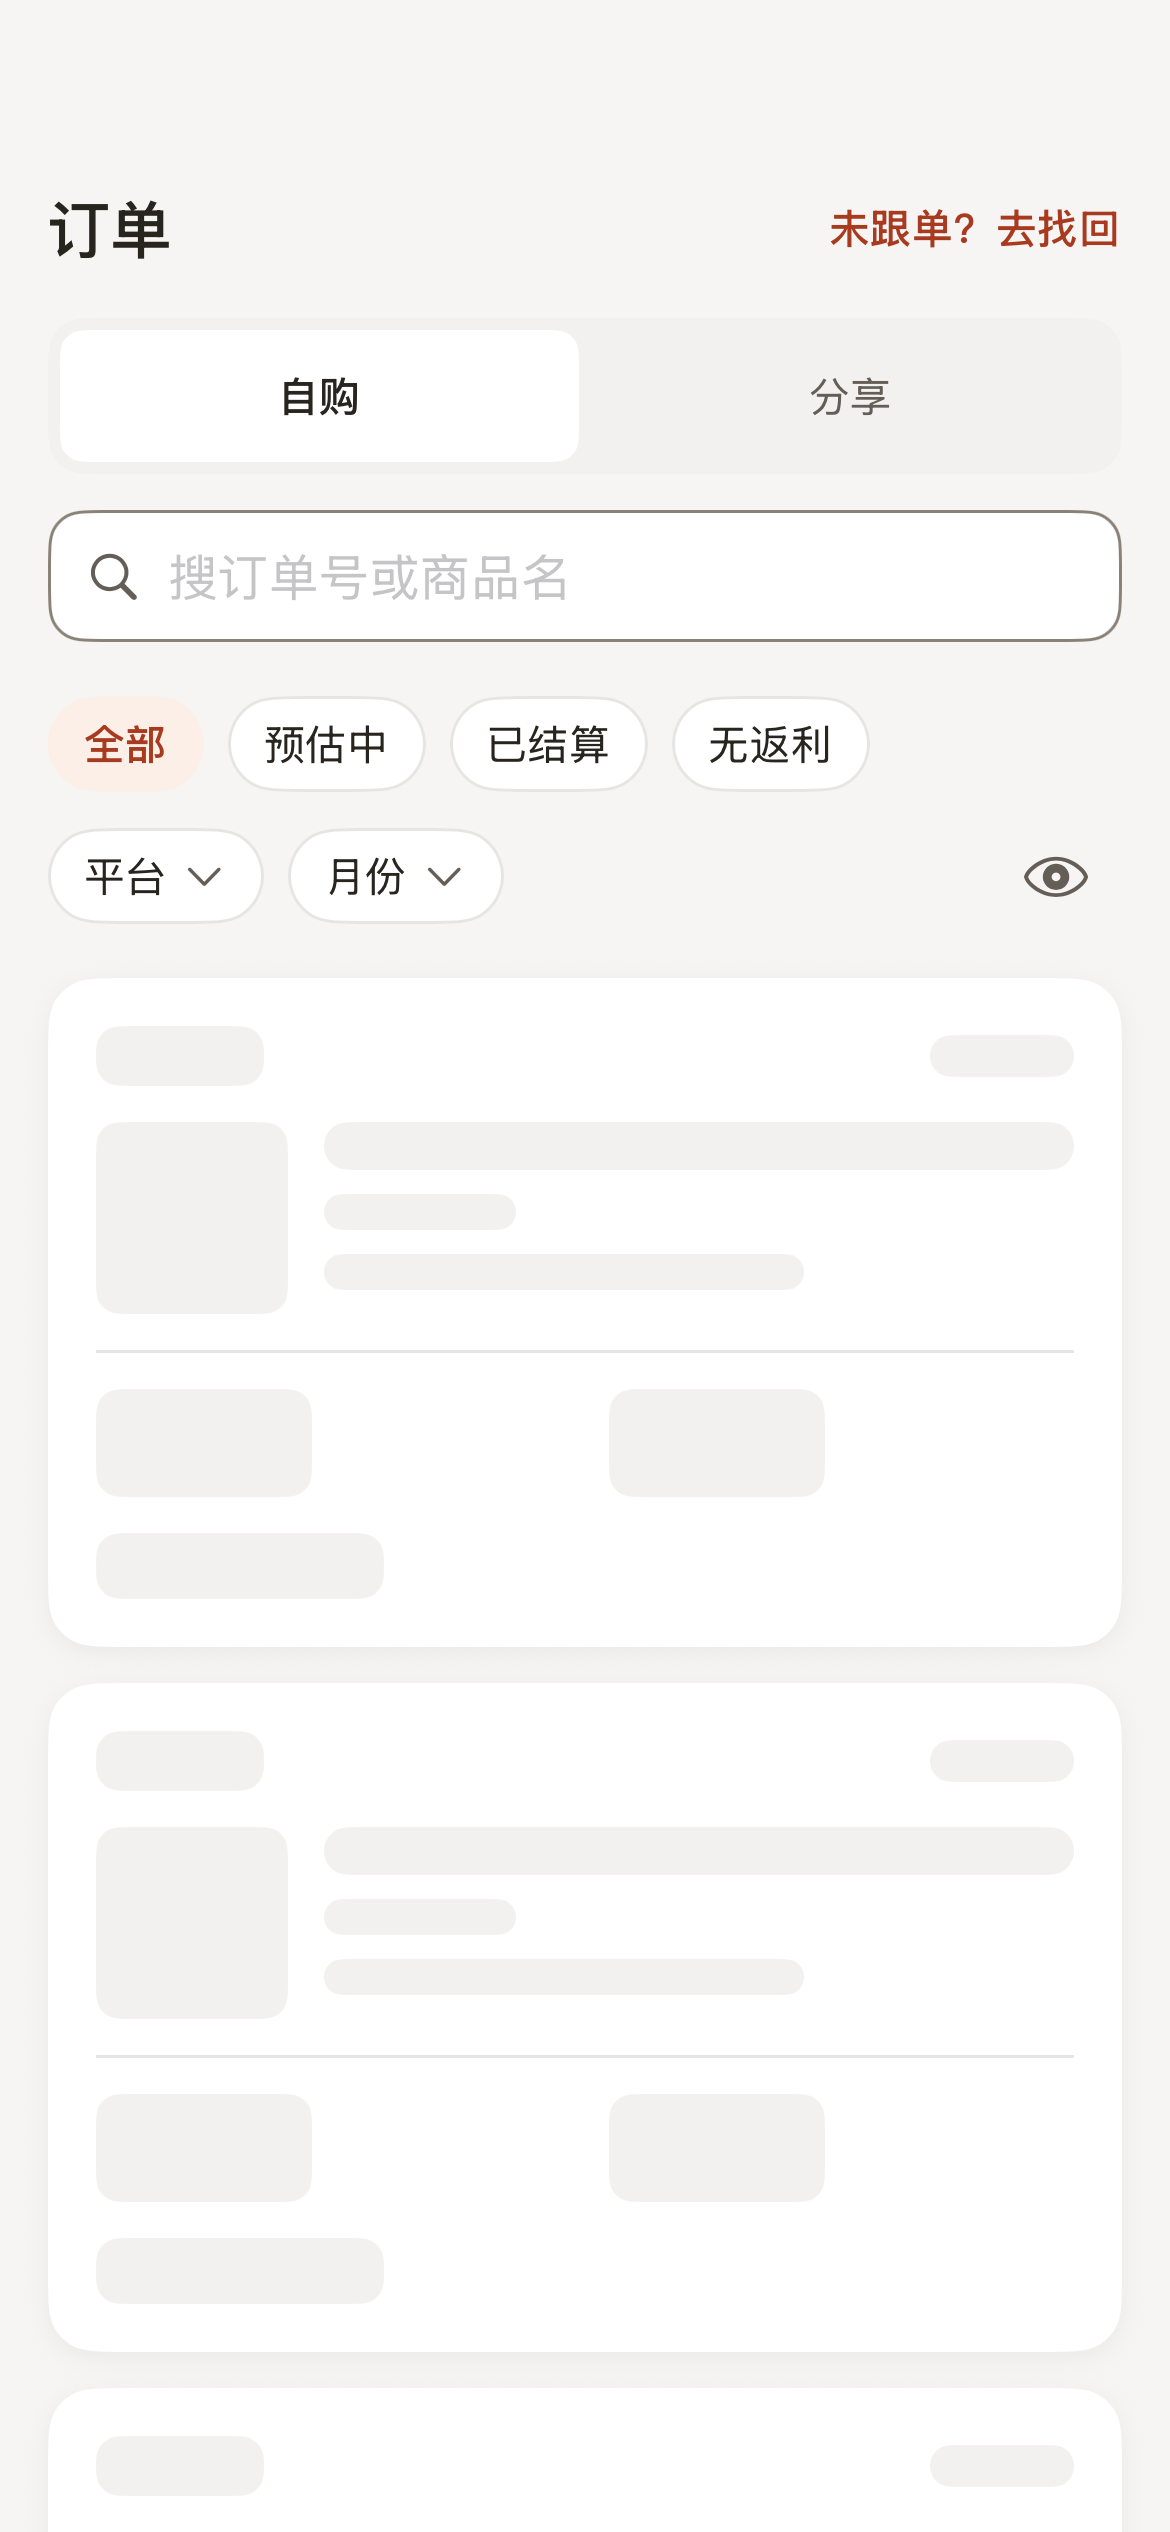 订单
未跟单？去找回
自购
分享
搜订单号或商品名
全部
预估中
已结算
无返利
平台
月份